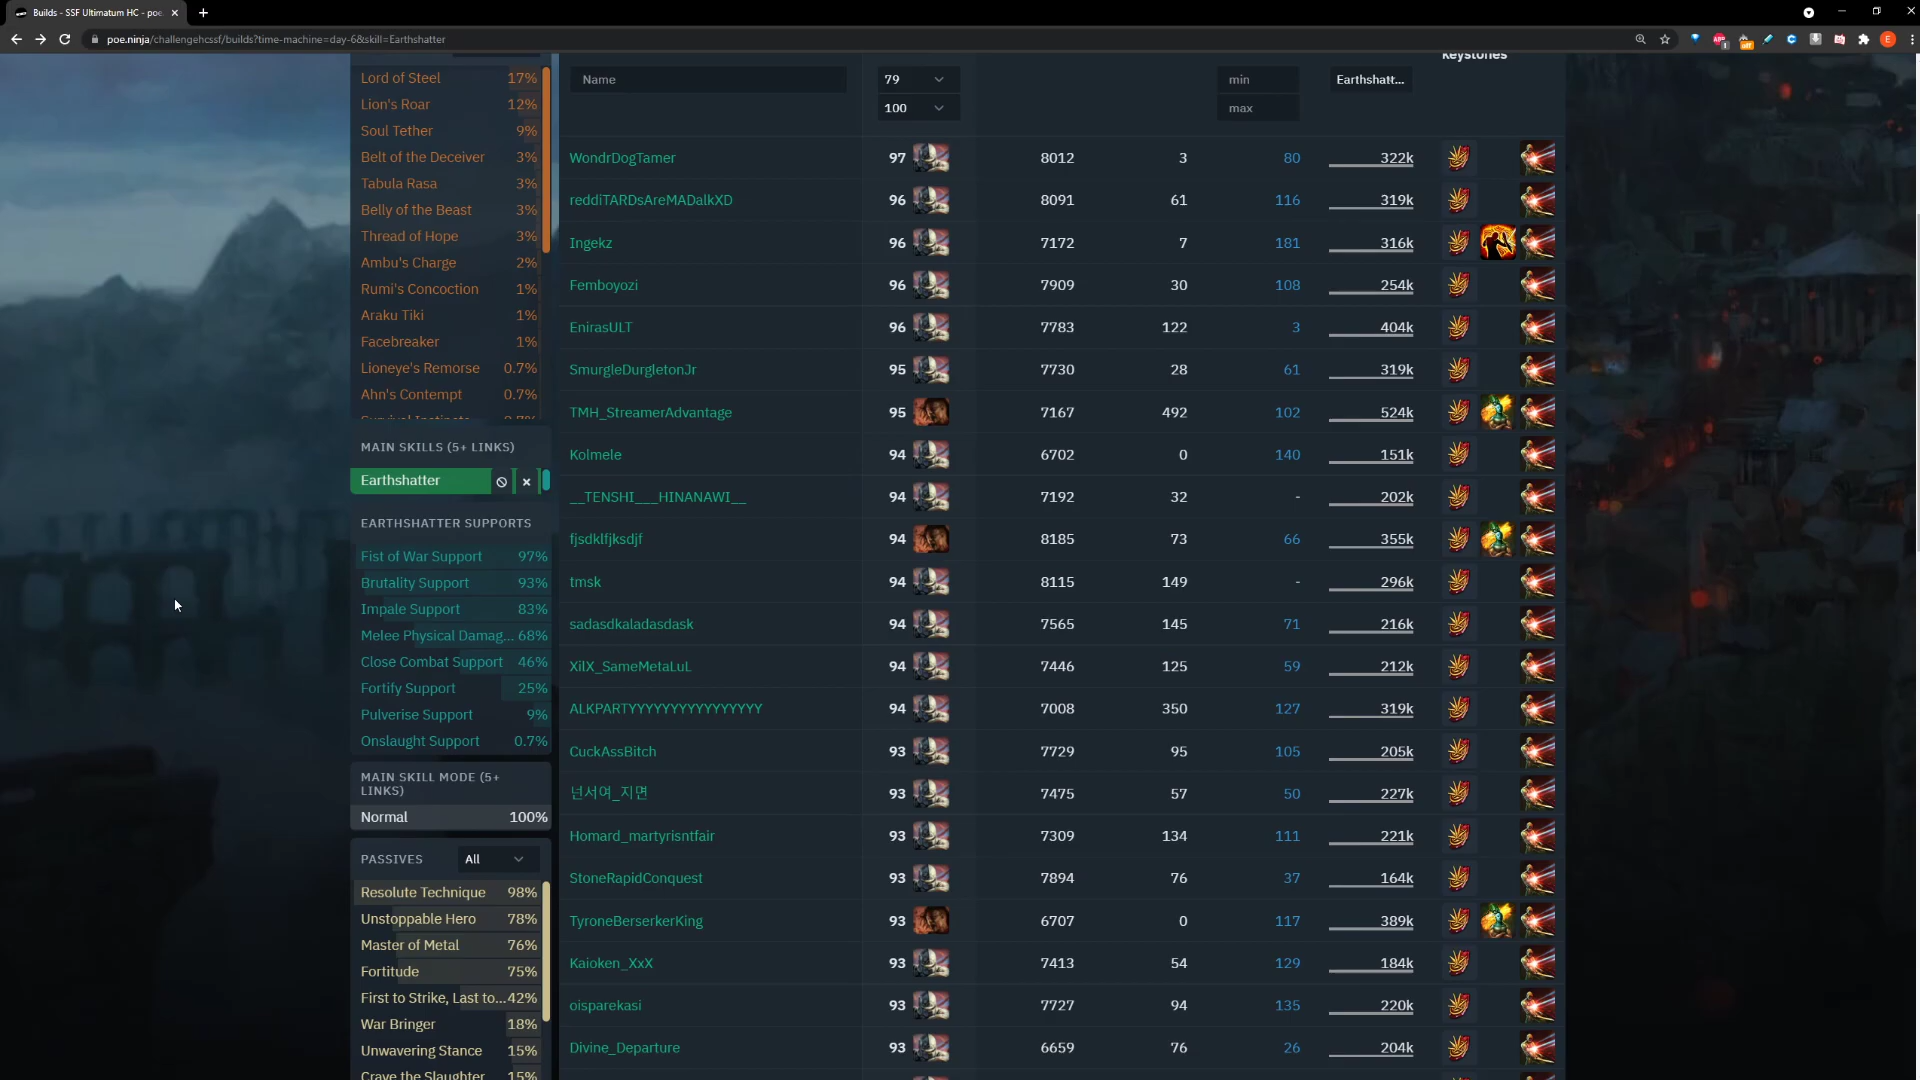 Builds - SSF Ultimatum HC - poe.
poe.ninja/challengehcssf/builds?time-machine=day-6&skill=Earthshatter
Lord of Steel 17%
Lion's Roar 12%
Soul Tether 9%
Belt of the Deceiver 3%
Tabula Rasa 3%
Belly of the Beast 3%
Thread of Hope 3%
Ambu's Charge 2%
Rumi's Concoction 1%
Araku Tiki 1%
Facebreaker 1%
Lioneye's Remorse 0.7%
Ahn's Contempt 0.7%
MAIN SKILLS (5+ LINKS)
Earthshatter
EARTHSHATTER SUPPORTS
Fist of War Support 97%
Brutality Support 93%
Impale Support 83%
Melee Physical Damag... 68%
Close Combat Support 46%
Fortify Support 25%
Pulverise Support 9%
Onslaught Support 0.7%
MAIN SKILL MODE (5+
LINKS)
Normal 100%
PASSIVES All
Resolute Technique 98%
Unstoppable Hero 78%
Master of Metal 76%
Fortitude 75%
First to Strike, Last to... 42%
War Bringer 18%
Unwavering Stance 15%
Crave the Slaughter 15%
keystones
Name 79 min Earthshatt...
100 max
WondrDogTamer 97 8012 3 80 322k
reddiTARDsAreMADalkXD 96 8091 61 116 319k
Ingekz 96 7172 7 181 316k
Femboyozi 96 7909 30 108 254k
EnirasULT 96 7783 122 3 404k
SmurgleDurgletonJr 95 7730 28 61 319k
TMH_StreamerAdvantage 95 7167 492 102 524k
Kolmele 94 6702 0 140 151k
__TENSHI___HINANAWI__ 94 7192 32 - 202k
fjsdklfjksdjf 94 8185 73 66 355k
tmsk 94 8115 149 - 296k
sadasdkaladasdask 94 7565 145 71 216k
XilX_SameMetaLuL 94 7446 125 59 212k
ALKPARTYYYYYYYYYYYYYYYY 94 7008 350 127 319k
CuckAssBitch 93 7729 95 105 205k
넌서여_지면 93 7475 57 50 227k
Homard_martyrisntfair 93 7309 134 111 221k
StoneRapidConquest 93 7894 76 37 164k
TyroneBerserkerKing 93 6707 0 117 389k
Kaioken_XxX 93 7413 54 129 184k
oisparekasi 93 7727 94 135 220k
Divine_Departure 93 6659 76 26 204k